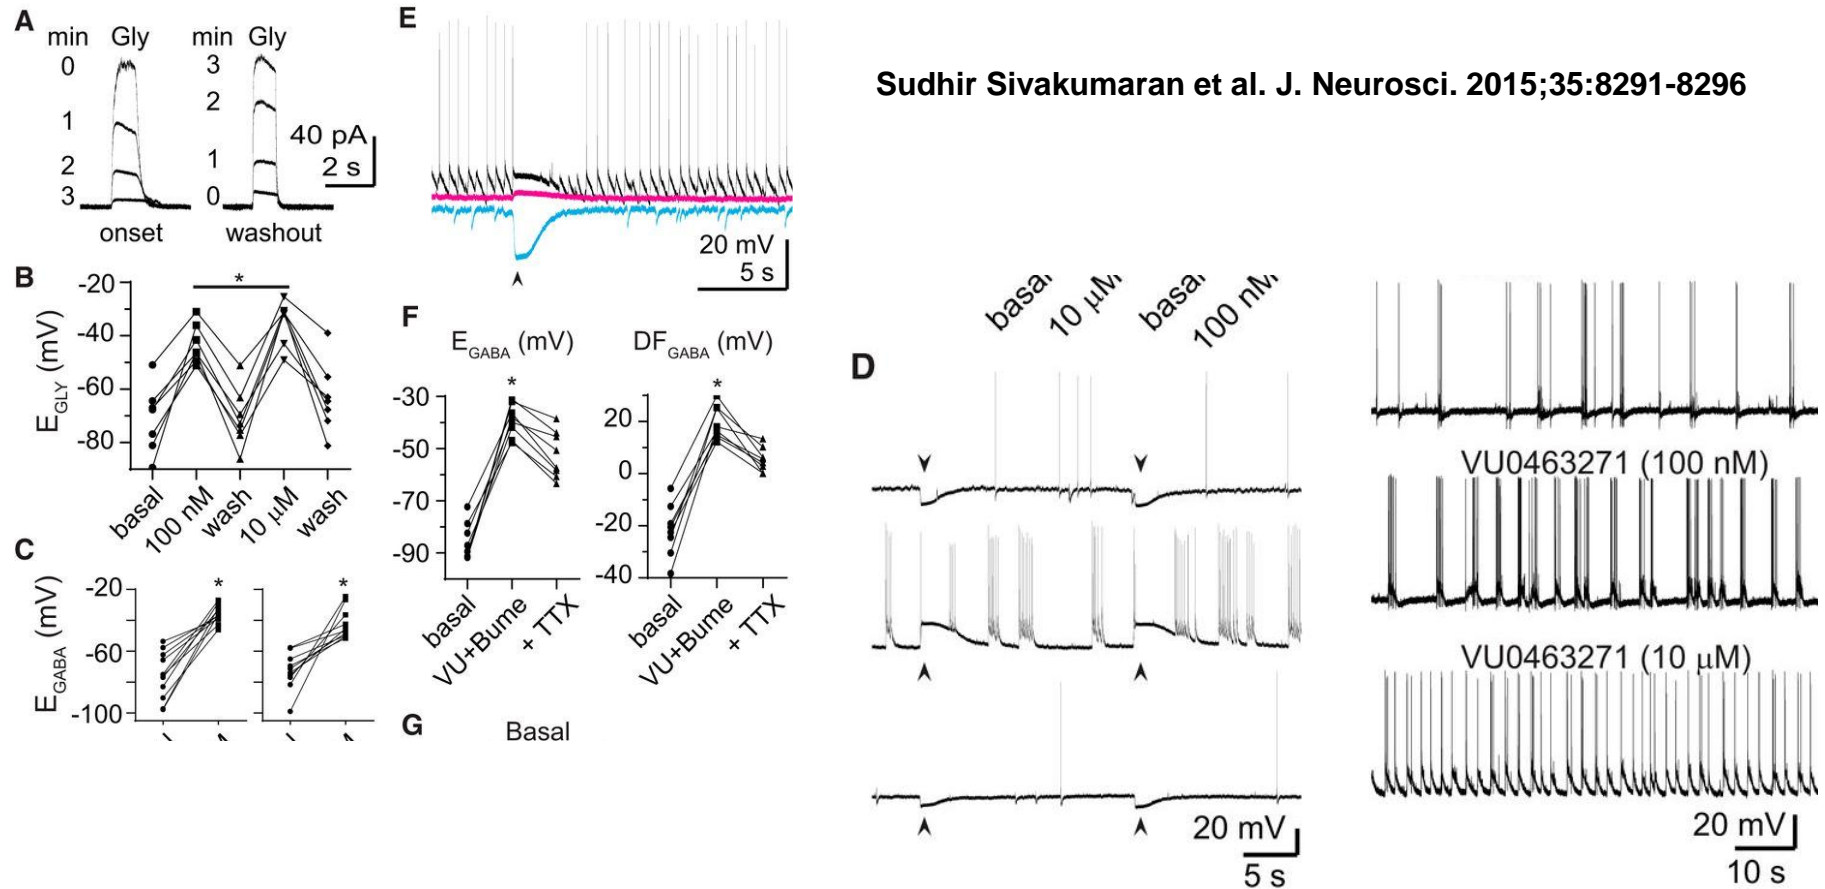 A
min Gly
0
1
2
3
onset
min Gly
3
2
1
0
washout
40 pA
2 s
B
E_GLY (mV)
-20
-40
-60
-80
*
basal
100 nM
wash
10 µM
wash
C
E_GABA (mV)
-20
-60
-100
*
*
E
20 mV
5 s
F
E_GABA (mV)
-30
-50
-70
-90
*
basal
VU+Bume
+ TTX
DF_GABA (mV)
20
0
-20
-40
*
basal
VU+Bume
+ TTX
G
Basal
Sudhir Sivakumaran et al. J. Neurosci. 2015;35:8291-8296
basal
10 µM
basal
100 nM
D
20 mV
5 s
VU0463271 (100 nM)
VU0463271 (10 µM)
20 mV
10 s